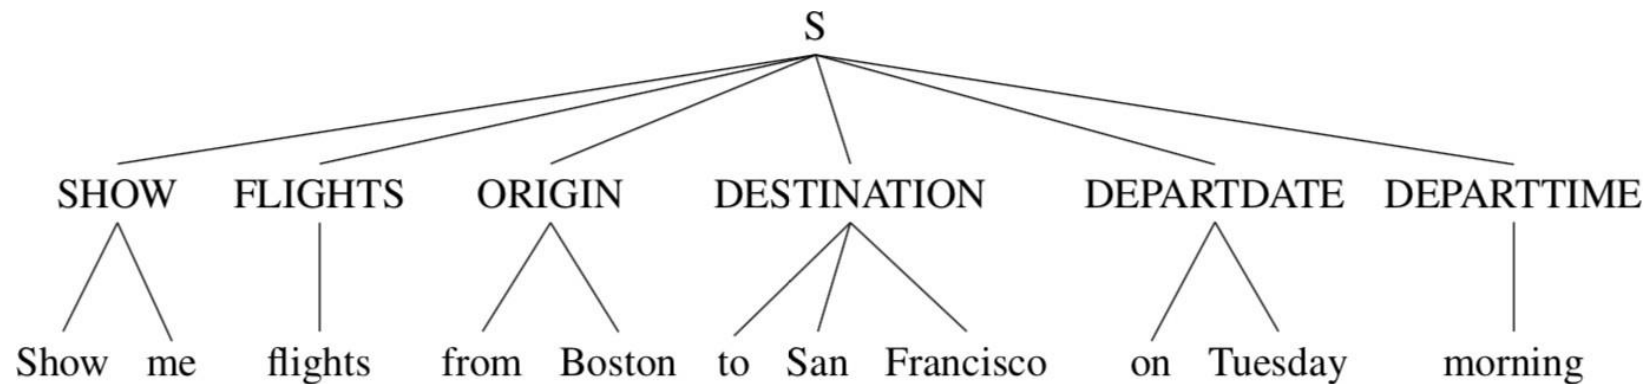 S
SHOW FLIGHTS ORIGIN DESTINATION DEPARTDATE DEPARTTIME
Show me flights from Boston to San Francisco on Tuesday morning